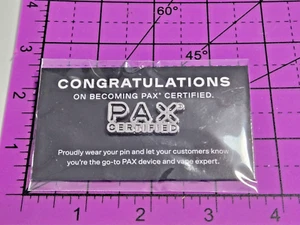 60°
45°
4
3
2
1
CONGRATULATIONS
ON BECOMING PAX® CERTIFIED.
PAX
CERTIFIED
Proudly wear your pin and let your customers know
you're the go-to PAX device and vape expert.
1
2
3
4